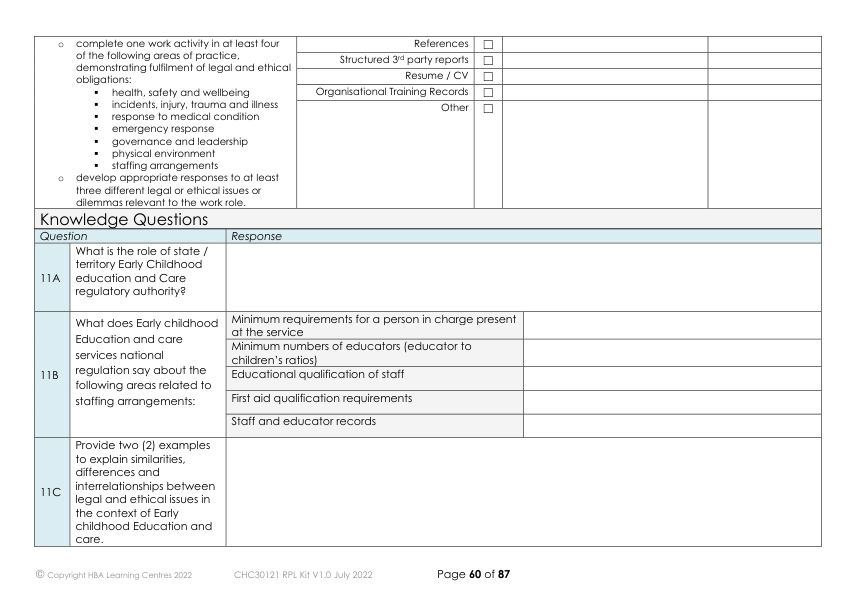 o complete one work activity in at least four
of the following areas of practice,
demonstrating fulfilment of legal and ethical
obligations:
▪ health, safety and wellbeing
▪ incidents, injury, trauma and illness
▪ response to medical condition
▪ emergency response
▪ governance and leadership
▪ physical environment
▪ staffing arrangements
o develop appropriate responses to at least
three different legal or ethical issues or
dilemmas relevant to the work role.
References ☐
Structured 3rd party reports ☐
Resume / CV ☐
Organisational Training Records ☐
Other ☐
Knowledge Questions
Question Response
11A
What is the role of state /
territory Early Childhood
education and Care
regulatory authority?
11B
What does Early childhood
Education and care
services national
regulation say about the
following areas related to
staffing arrangements:
Minimum requirements for a person in charge present
at the service
Minimum numbers of educators (educator to
children’s ratios)
Educational qualification of staff
First aid qualification requirements
Staff and educator records
11C
Provide two (2) examples
to explain similarities,
differences and
interrelationships between
legal and ethical issues in
the context of Early
childhood Education and
care.
© Copyright HBA Learning Centres 2022 CHC30121 RPL Kit V1.0 July 2022 Page 60 of 87